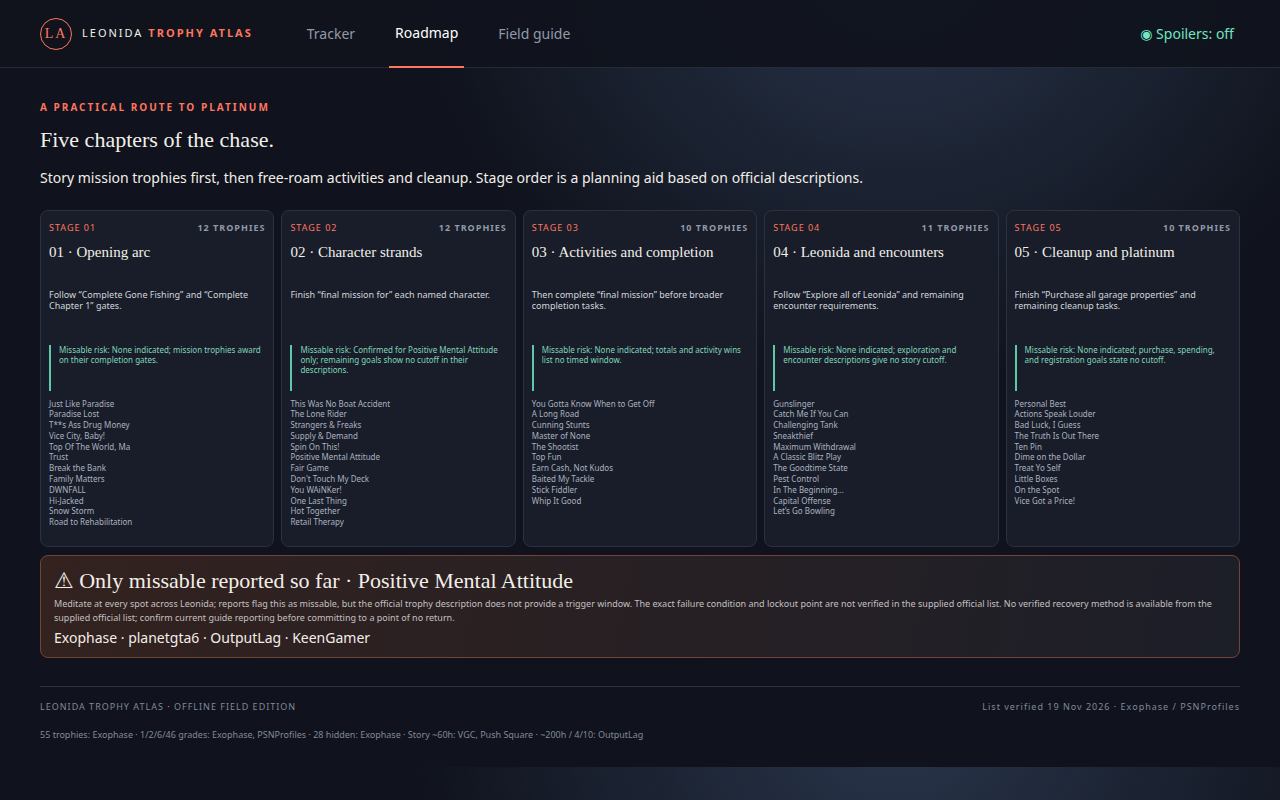 LA LEONIDA TROPHY ATLAS Tracker Roadmap Field guide ◉ Spoilers: off
A PRACTICAL ROUTE TO PLATINUM
Five chapters of the chase.
Story mission trophies first, then free-roam activities and cleanup. Stage order is a planning aid based on official descriptions.
STAGE 01 12 TROPHIES
01 · Opening arc
Follow “Complete Gone Fishing” and “Complete
Chapter 1” gates.
Missable risk: None indicated; mission trophies award
on their completion gates.
Just Like Paradise
Paradise Lost
T**s Ass Drug Money
Vice City, Baby!
Top Of The World, Ma
Trust
Break the Bank
Family Matters
DWNFALL
Hi-Jacked
Snow Storm
Road to Rehabilitation
STAGE 02 12 TROPHIES
02 · Character strands
Finish “final mission for” each named character.
Missable risk: Confirmed for Positive Mental Attitude
only; remaining goals show no cutoff in their
descriptions.
This Was No Boat Accident
The Lone Rider
Strangers & Freaks
Supply & Demand
Spin On This!
Positive Mental Attitude
Fair Game
Don't Touch My Deck
You WAiNKer!
One Last Thing
Hot Together
Retail Therapy
STAGE 03 10 TROPHIES
03 · Activities and completion
Then complete “final mission” before broader
completion tasks.
Missable risk: None indicated; totals and activity wins
list no timed window.
You Gotta Know When to Get Off
A Long Road
Cunning Stunts
Master of None
The Shootist
Top Fun
Earn Cash, Not Kudos
Baited My Tackle
Stick Fiddler
Whip It Good
STAGE 04 11 TROPHIES
04 · Leonida and encounters
Follow “Explore all of Leonida” and remaining
encounter requirements.
Missable risk: None indicated; exploration and
encounter descriptions give no story cutoff.
Gunslinger
Catch Me If You Can
Challenging Tank
Sneakthief
Maximum Withdrawal
A Classic Blitz Play
The Goodtime State
Pest Control
In The Beginning...
Capital Offense
Let's Go Bowling
STAGE 05 10 TROPHIES
05 · Cleanup and platinum
Finish “Purchase all garage properties” and
remaining cleanup tasks.
Missable risk: None indicated; purchase, spending,
and registration goals state no cutoff.
Personal Best
Actions Speak Louder
Bad Luck, I Guess
The Truth Is Out There
Ten Pin
Dime on the Dollar
Treat Yo Self
Little Boxes
On the Spot
Vice Got a Price!
⚠ Only missable reported so far · Positive Mental Attitude
Meditate at every spot across Leonida; reports flag this as missable, but the official trophy description does not provide a trigger window. The exact failure condition and lockout point are not verified in the supplied official list. No verified recovery method is available from the
supplied official list; confirm current guide reporting before committing to a point of no return.
Exophase · planetgta6 · OutputLag · KeenGamer
LEONIDA TROPHY ATLAS · OFFLINE FIELD EDITION List verified 19 Nov 2026 · Exophase / PSNProfiles
55 trophies: Exophase · 1/2/6/46 grades: Exophase, PSNProfiles · 28 hidden: Exophase · Story ~60h: VGC, Push Square · ~200h / 4/10: OutputLag